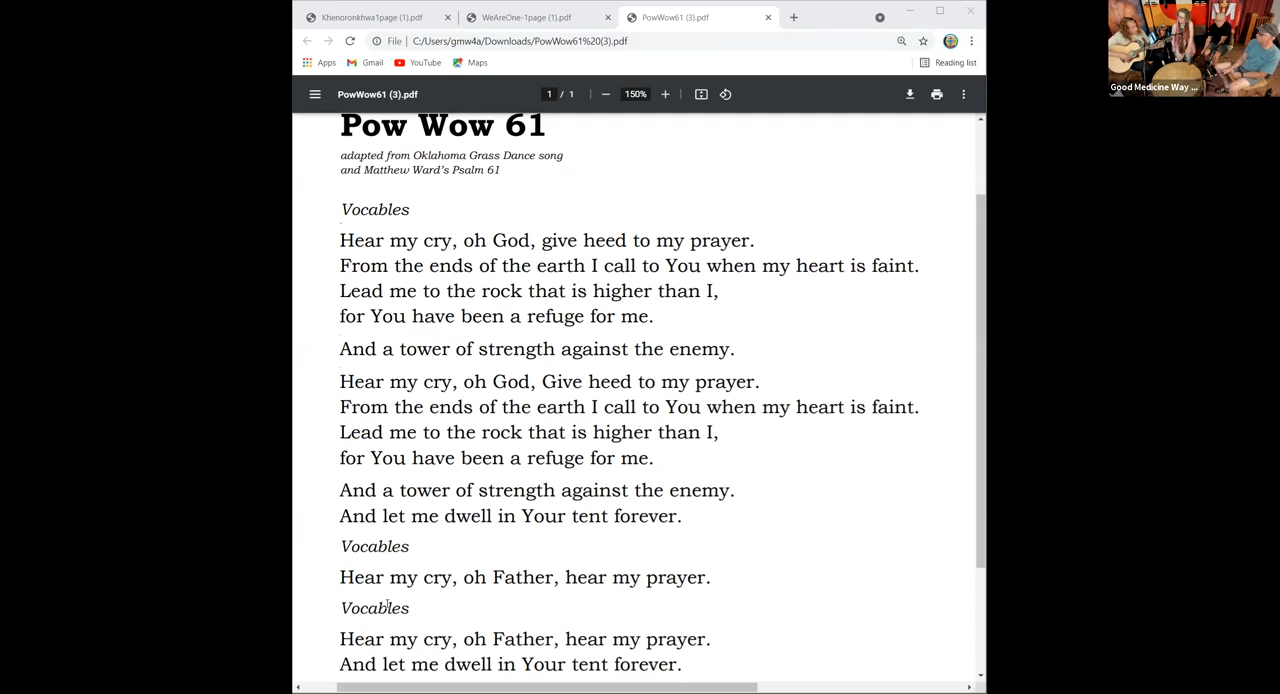 Khenoronkhwa1page (1).pdf
WeAreOne-1page (1).pdf
PowWow61 (3).pdf
File
C:/Users/gmw4a/Downloads/PowWow61%20(3).pdf
Apps
Gmail
YouTube
Maps
Reading list
PowWow61 (3).pdf
1 / 1
150%
Good Medicine Way ...
Pow Wow 61
adapted from Oklahoma Grass Dance song
and Matthew Ward's Psalm 61
Vocables
Hear my cry, oh God, give heed to my prayer.
From the ends of the earth I call to You when my heart is faint.
Lead me to the rock that is higher than I,
for You have been a refuge for me.
And a tower of strength against the enemy.
Hear my cry, oh God, Give heed to my prayer.
From the ends of the earth I call to You when my heart is faint.
Lead me to the rock that is higher than I,
for You have been a refuge for me.
And a tower of strength against the enemy.
And let me dwell in Your tent forever.
Vocables
Hear my cry, oh Father, hear my prayer.
Vocables
Hear my cry, oh Father, hear my prayer.
And let me dwell in Your tent forever.